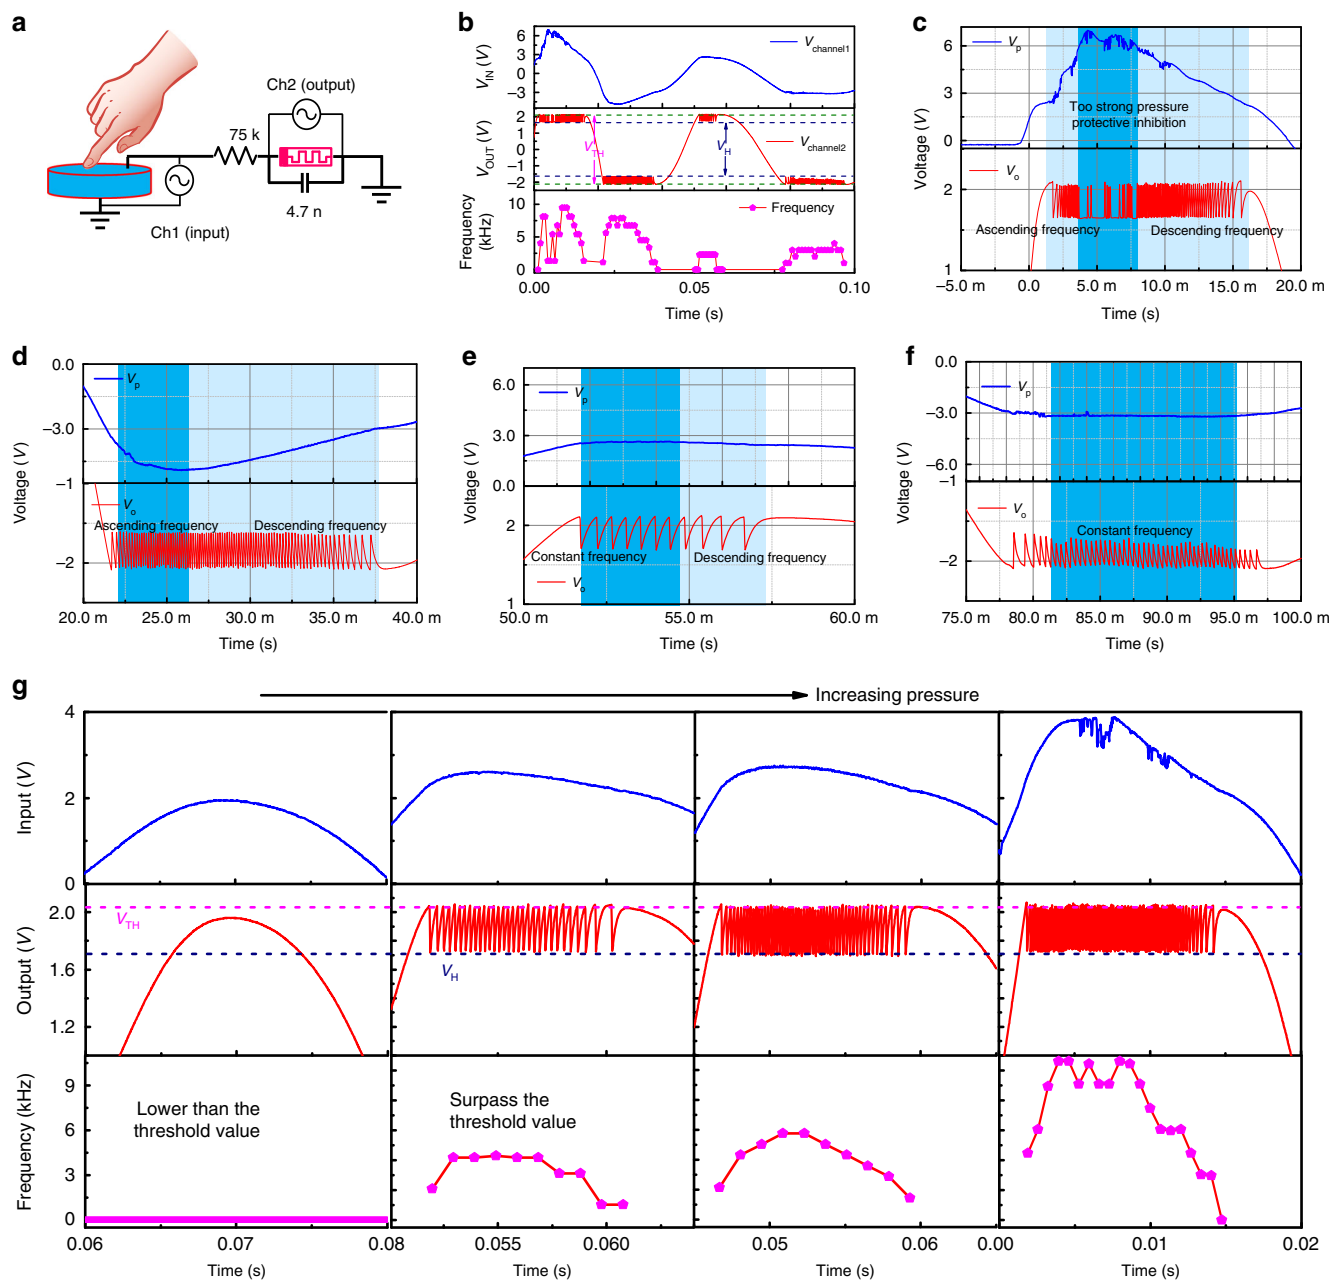 a
Ch2 (output)
75 k
4.7 n
Ch1 (input)
b
V_IN (V)
6
3
0
−3
V_channel1
V_OUT (V)
2
1
0
−1
−2
V_TH
V_H
V_channel2
Frequency (kHz)
10
5
0
Frequency
0.00 0.05 0.10
Time (s)
c
Voltage (V)
6
3
0
V_p
Too strong pressure
protective inhibition
2
1
V_o
Ascending frequency
Descending frequency
−5.0 m 0.0 5.0 m 10.0 m 15.0 m 20.0 m
Time (s)
d
Voltage (V)
0.0
−3.0
−1
−2
V_p
V_o
Ascending frequency
Descending frequency
20.0 m 25.0 m 30.0 m 35.0 m 40.0 m
Time (s)
e
Voltage (V)
6.0
3.0
0.0
2
1
V_p
Constant frequency
Descending frequency
V_o
50.0 m 55.0 m 60.0 m
Time (s)
f
Voltage (V)
0.0
−3.0
−6.0
−1
−2
V_p
V_o
Constant frequency
75.0 m 80.0 m 85.0 m 90.0 m 95.0 m 100.0 m
Time (s)
g
Increasing pressure
Input (V)
4
2
0
Output (V)
2.0
1.6
1.2
V_TH
V_H
Frequency (kHz)
9
6
3
0
Lower than the
threshold value
Surpass the
threshold value
0.06 0.07 0.08 0.055 0.060 0.05 0.06 0.00 0.01 0.02
Time (s) Time (s) Time (s) Time (s)